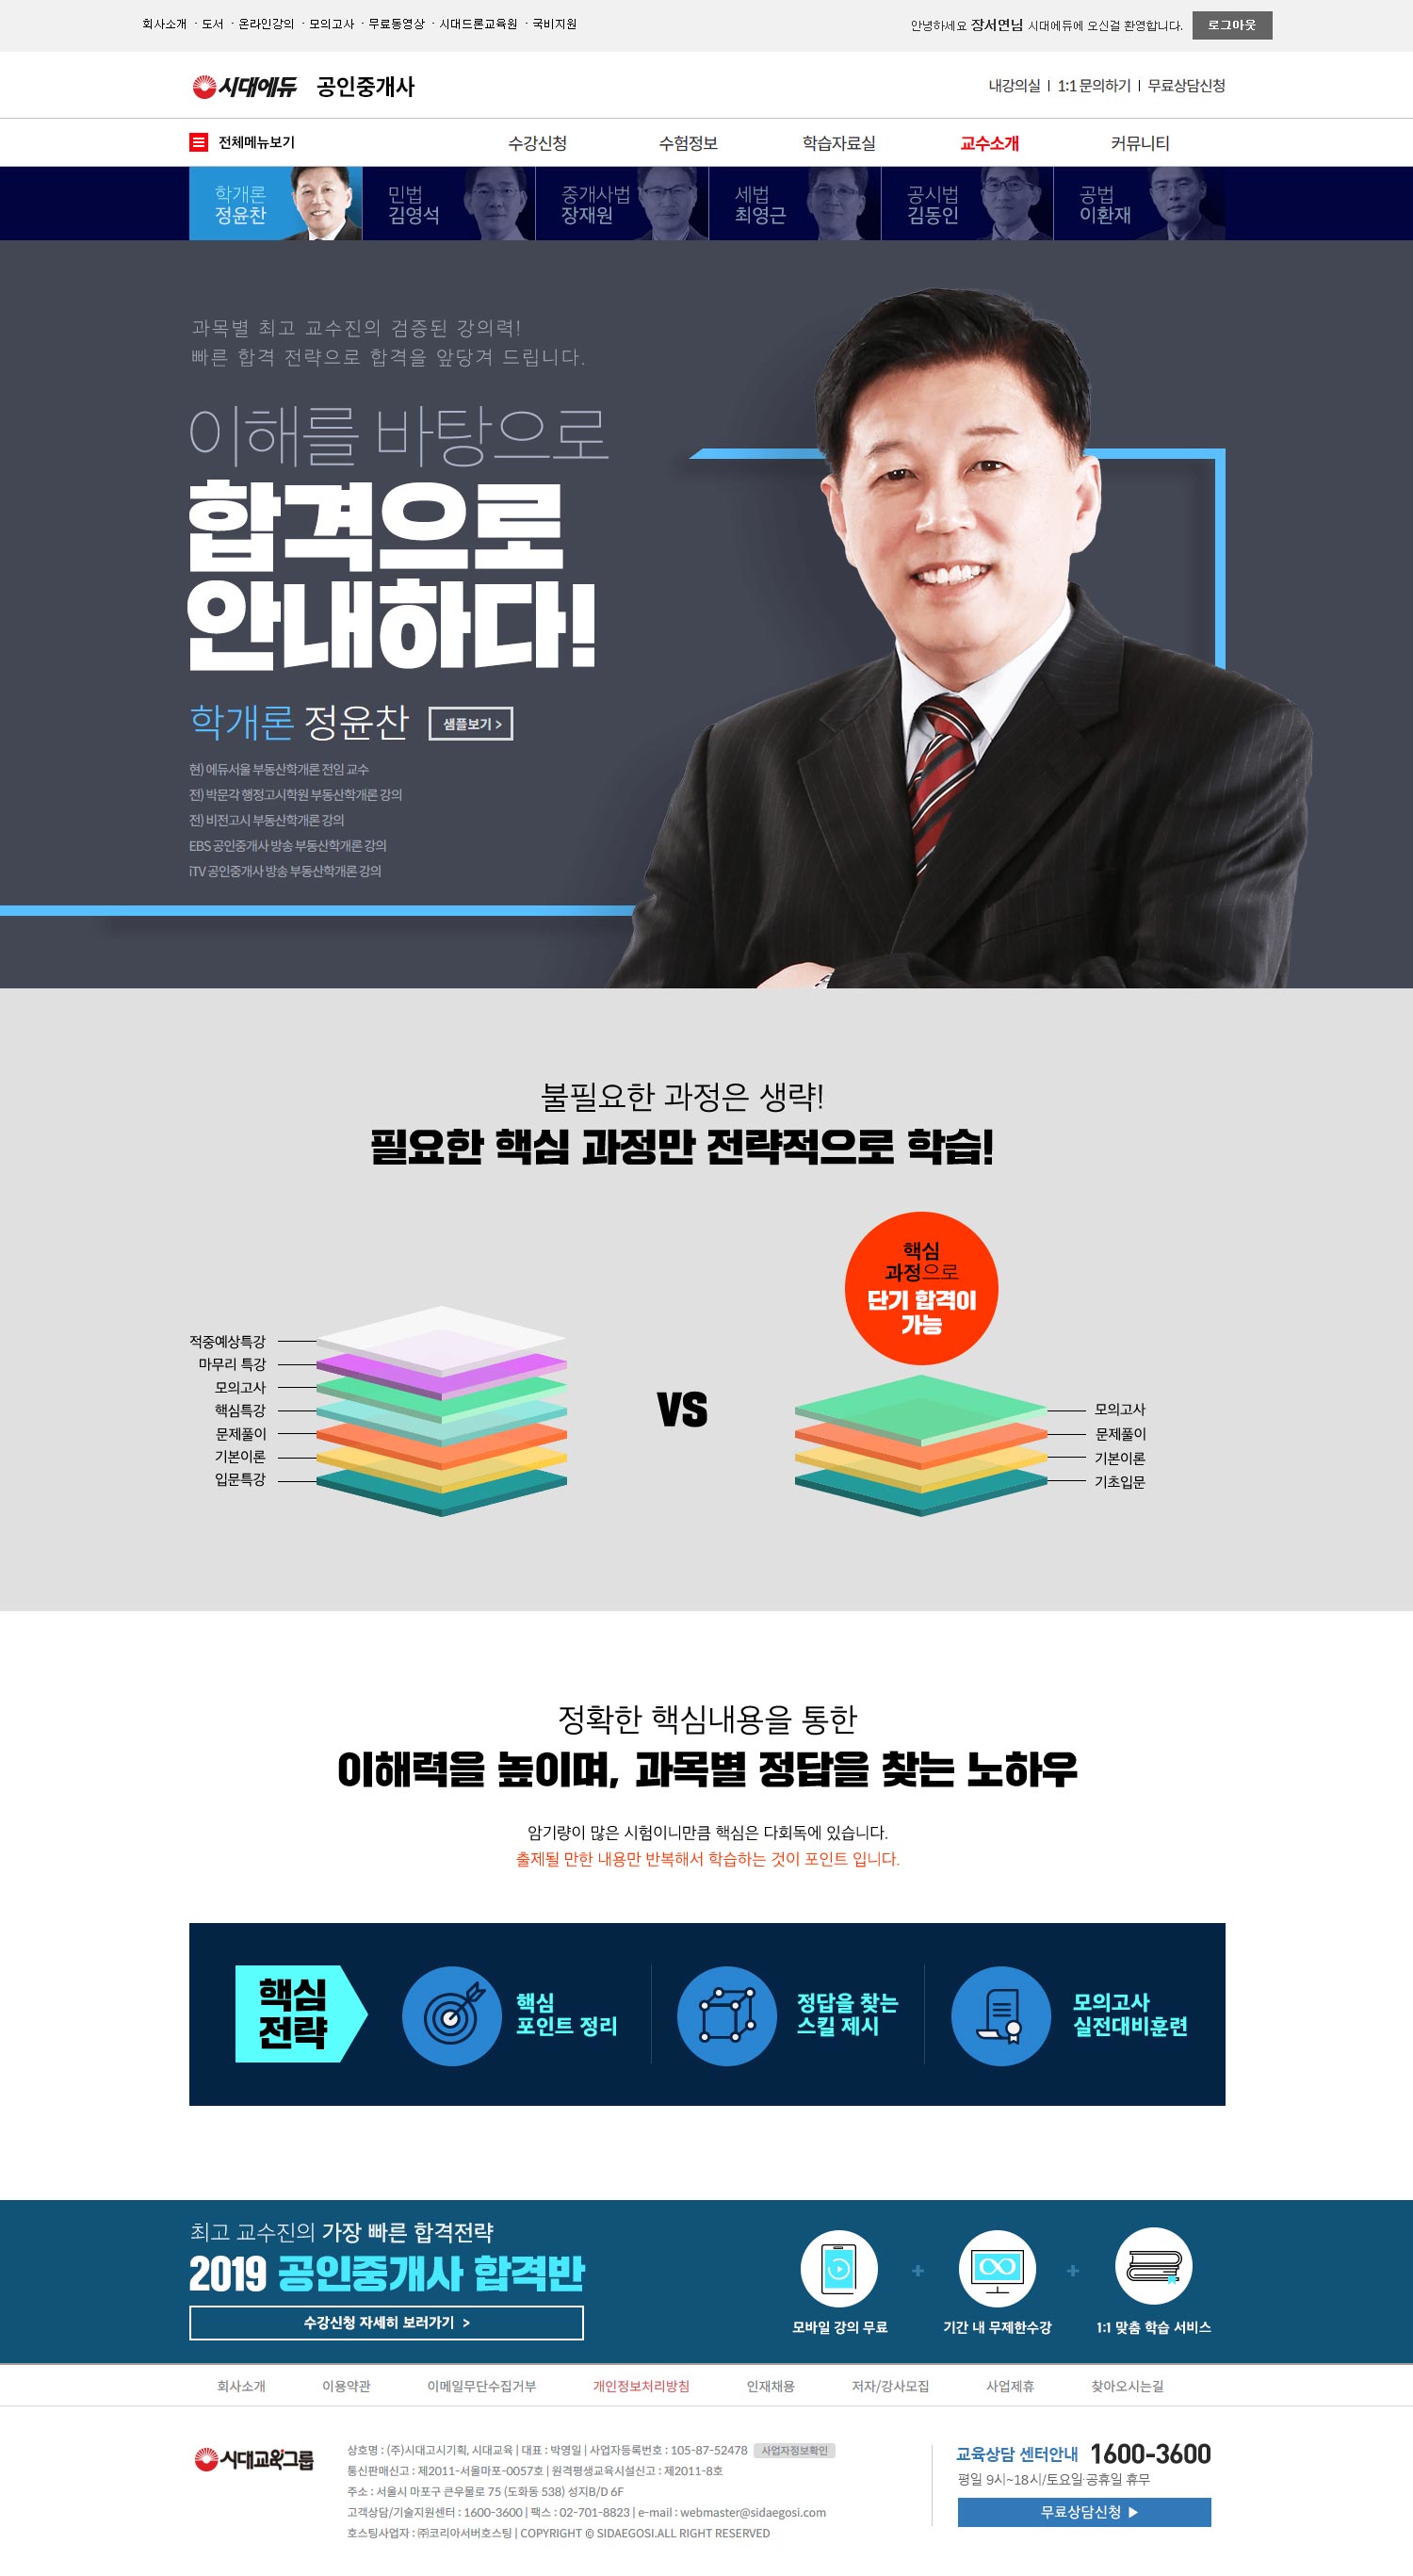 회사소개 · 도서 · 온라인강의 · 모의고사 · 무료동영상 · 시대드론교육원 · 국비지원
안녕하세요 장서연님 시대에듀에 오신걸 환영합니다. 로그아웃
시대에듀 공인중개사
내강의실 | 1:1 문의하기 | 무료상담신청
전체메뉴보기 수강신청 수험정보 학습자료실 교수소개 커뮤니티
학개론 민법 중개사법 세법 공시법 공법
정윤찬 김영석 장재원 최영근 김동인 이환재
과목별 최고 교수진의 검증된 강의력!
빠른 합격 전략으로 합격을 앞당겨 드립니다.
이해를 바탕으로
합격으로
안내하다!
학개론 정윤찬 샘플보기 >
현) 에듀서울 부동산학개론 전임 교수
전) 박문각 행정고시학원 부동산학개론 강의
전) 비전고시 부동산학개론 강의
EBS 공인중개사 방송 부동산학개론 강의
iTV 공인중개사 방송 부동산학개론 강의
불필요한 과정은 생략!
필요한 핵심 과정만 전략적으로 학습!
적중예상특강
마무리 특강
모의고사
핵심특강
문제풀이
기본이론
입문특강
VS
핵심
과정으로
단기 합격이
가능
모의고사
문제풀이
기본이론
기초입문
정확한 핵심내용을 통한
이해력을 높이며, 과목별 정답을 찾는 노하우
암기량이 많은 시험이니만큼 핵심은 다회독에 있습니다.
출제될 만한 내용만 반복해서 학습하는 것이 포인트 입니다.
핵심
전략
핵심
포인트 정리
정답을 찾는
스킬 제시
모의고사
실전대비훈련
최고 교수진의 가장 빠른 합격전략
2019 공인중개사 합격반
수강신청 자세히 보러가기 >
모바일 강의 무료 + 기간 내 무제한수강 + 1:1 맞춤 학습 서비스
회사소개 이용약관 이메일무단수집거부 개인정보처리방침 인재채용 저자/강사모집 사업제휴 찾아오시는길
시대교육그룹
상호명 : (주)시대고시기획, 시대교육 | 대표 : 박영일 | 사업자등록번호 : 105-87-52478 사업자정보확인
통신판매신고 : 제2011-서울마포-0057호 | 원격평생교육시설신고 : 제2011-8호
주소 : 서울시 마포구 큰우물로 75 (도화동 538) 성지B/D 6F
고객상담/기술지원센터 : 1600-3600 | 팩스 : 02-701-8823 | e-mail : webmaster@sidaegosi.com
호스팅사업자 : ㈜코리아서버호스팅 | COPYRIGHT © SIDAEGOSI.ALL RIGHT RESERVED
교육상담 센터안내 1600-3600
평일 9시~18시/토요일·공휴일 휴무
무료상담신청 ▶